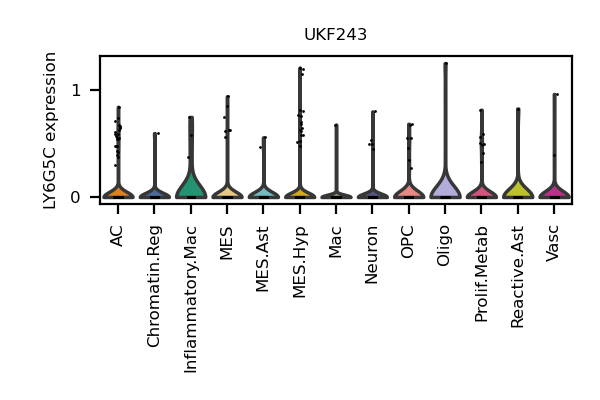 UKF243
LY6G5C expression
1
0
AC
Chromatin.Reg
Inflammatory.Mac
MES
MES.Ast
MES.Hyp
Mac
Neuron
OPC
Oligo
Prolif.Metab
Reactive.Ast
Vasc